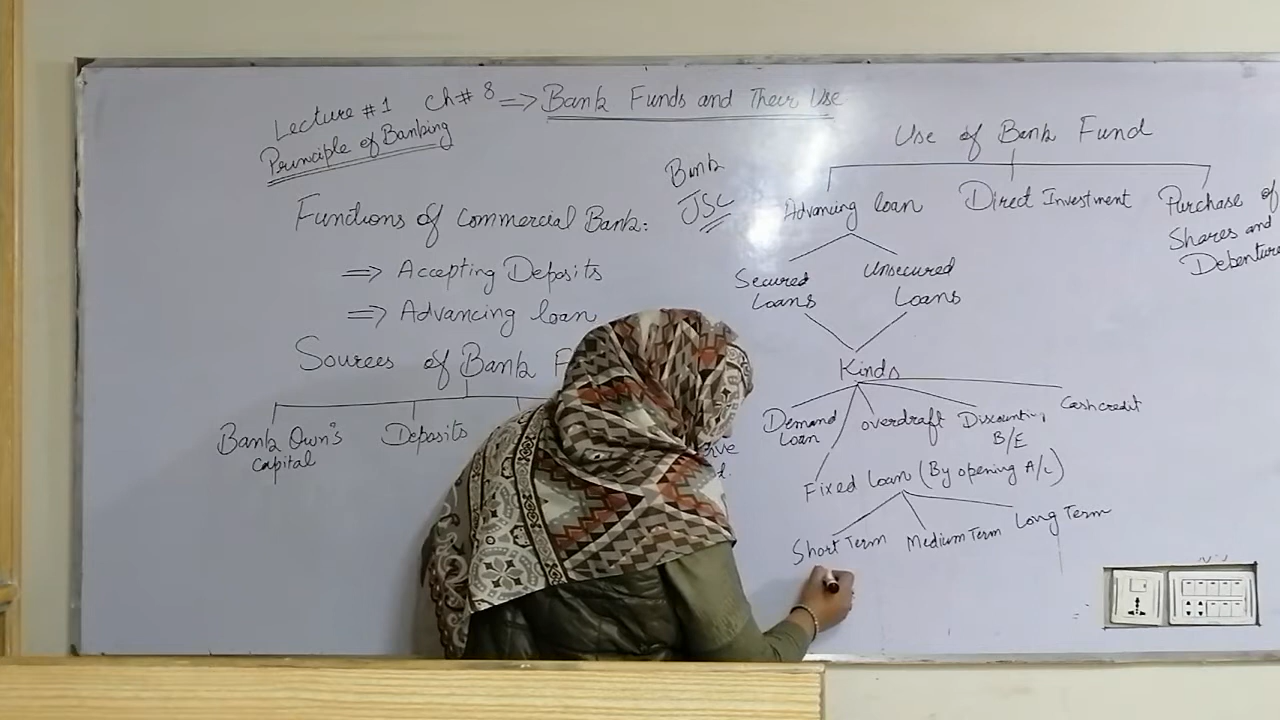 Lecture #1 Ch# 8 => Bank Funds and Their Use
Principle of Banking
Functions of Commercial Bank:
=> Accepting Deposits
=> Advancing loan
Sources of Bank F
Bank Own's
Capital
Deposits
Bank
JSC
Use of Bank Fund
Advancing loan
Direct Investment
Purchase of
Shares and
Debenture
Secured
Loans
Unsecured
Loans
Kinds
Demand
Loan
overdraft
Discounting
B/E
Cash credit
Fixed Loan (By opening A/c)
Short Term
Medium Term
Long Term